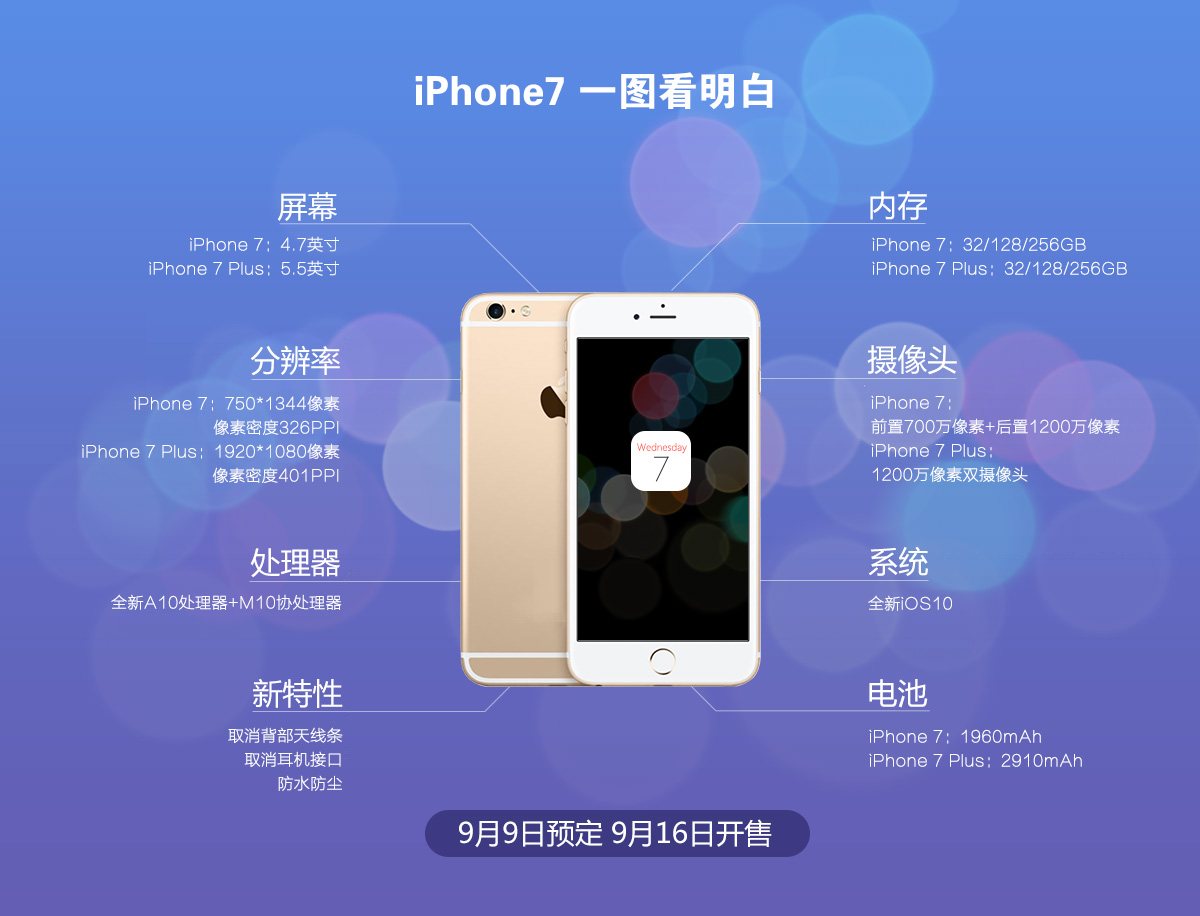 iPhone7 一图看明白
屏幕
iPhone 7；4.7英寸
iPhone 7 Plus；5.5英寸
分辨率
iPhone 7；750*1344像素
像素密度326PPI
iPhone 7 Plus；1920*1080像素
像素密度401PPI
处理器
全新A10处理器+M10协处理器
新特性
取消背部天线条
取消耳机接口
防水防尘
Wednesday
7
内存
iPhone 7；32/128/256GB
iPhone 7 Plus；32/128/256GB
摄像头
iPhone 7；
前置700万像素+后置1200万像素
iPhone 7 Plus；
1200万像素双摄像头
系统
全新iOS10
电池
iPhone 7；1960mAh
iPhone 7 Plus；2910mAh
9月9日预定 9月16日开售